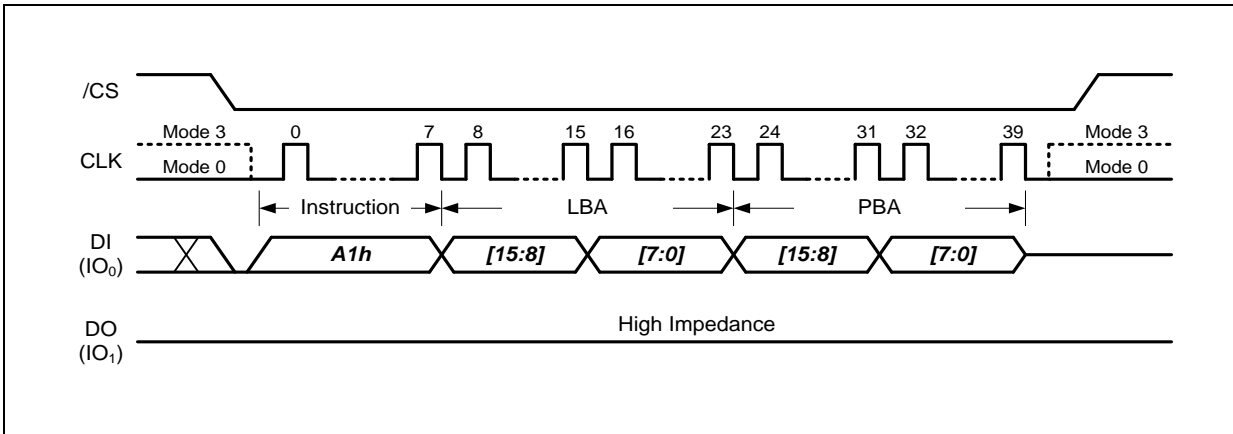 /CS
Mode 3 0 7 8 15 16 23 24 31 32 39 Mode 3
CLK
Mode 0 Mode 0
Instruction LBA PBA
DI
(IO₀)
A1h [15:8] [7:0] [15:8] [7:0]
High Impedance
DO
(IO₁)